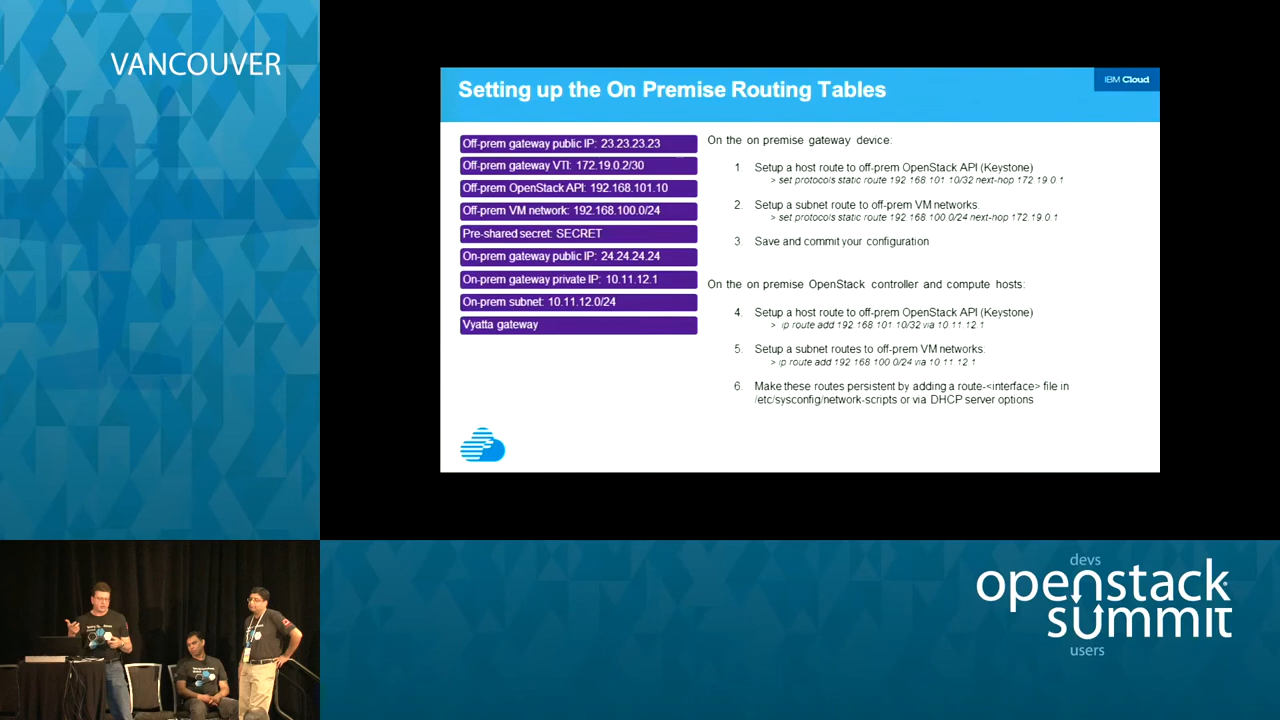 VANCOUVER
Setting up the On Premise Routing Tables
IBM Cloud
Off-prem gateway public IP: 23.23.23.23
Off-prem gateway VTI: 172.19.0.2/30
Off-prem OpenStack API: 192.168.101.10
Off-prem VM network: 192.168.100.0/24
Pre-shared secret: SECRET
On-prem gateway public IP: 24.24.24.24
On-prem gateway private IP: 10.11.12.1
On-prem subnet: 10.11.12.0/24
Vyatta gateway
On the on premise gateway device:
1. Setup a host route to off-prem OpenStack API (Keystone)
> set protocols static route 192.168.101.10/32 next-hop 172.19.0.1
2. Setup a subnet route to off-prem VM networks.
> set protocols static route 192.168.100.0/24 next-hop 172.19.0.1
3. Save and commit your configuration
On the on premise OpenStack controller and compute hosts:
4. Setup a host route to off-prem OpenStack API (Keystone)
> ip route add 192.168.101.10/32 via 10.11.12.1
5. Setup a subnet routes to off-prem VM networks:
> ip route add 192.168.100.0/24 via 10.11.12.1
6. Make these routes persistent by adding a route-<interface> file in
/etc/sysconfig/network-scripts or via DHCP server options
devs
openstack
summit
users